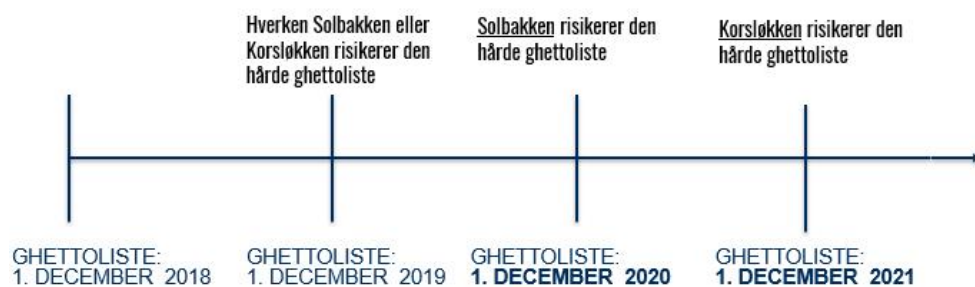 Hverken Solbakken eller
Korsløkken risikerer den
hårde ghettoliste
Solbakken risikerer den
hårde ghettoliste
Korsløkken risikerer den
hårde ghettoliste
GHETTOLISTE:
1. DECEMBER 2018
GHETTOLISTE:
1. DECEMBER 2019
GHETTOLISTE:
1. DECEMBER 2020
GHETTOLISTE:
1. DECEMBER 2021